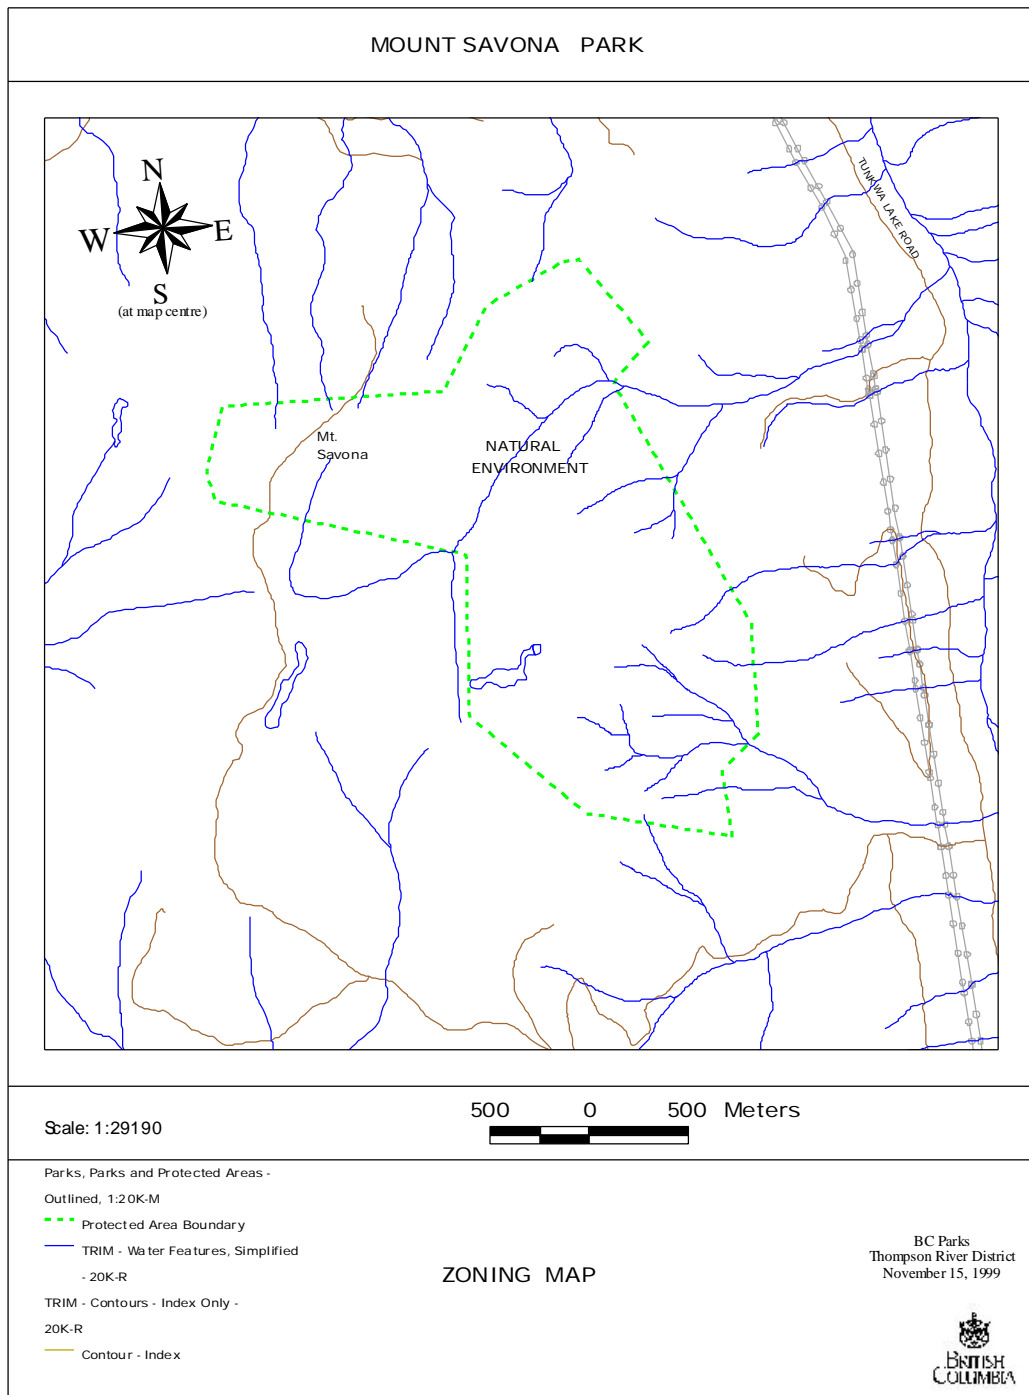 MOUNT SAVONA PARK
N
W
E
S
(at map centre)
TUNKWA LAKE ROAD
Mt.
Savona
NATURAL
ENVIRONMENT
Scale: 1:29190
500 0 500 Meters
Parks, Parks and Protected Areas -
Outlined, 1:20K-M
Protected Area Boundary
TRIM - Water Features, Simplified
- 20K-R
TRIM - Contours - Index Only -
20K-R
Contour - Index
ZONING MAP
BC Parks
Thompson River District
November 15, 1999
BRITISH
COLUMBIA